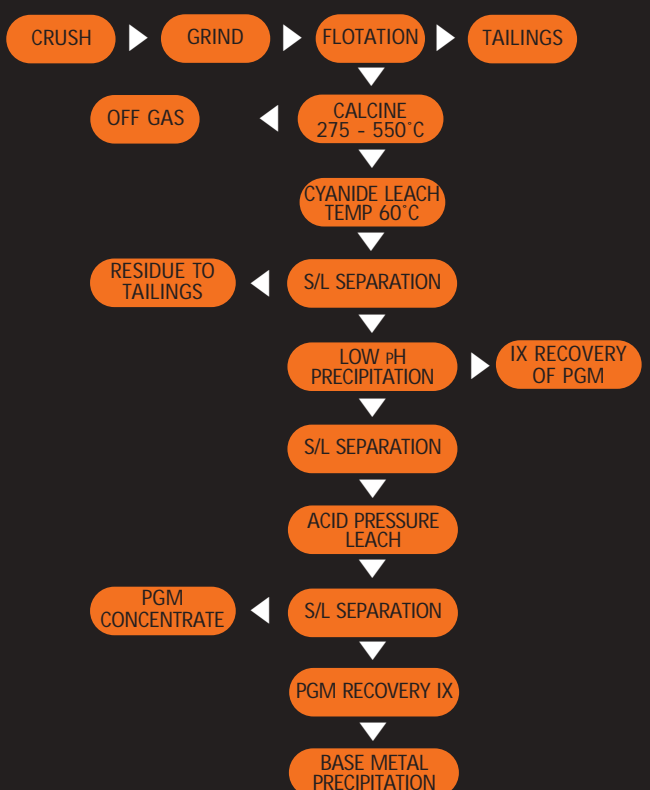 CRUSH
GRIND
FLOTATION
TAILINGS
OFF GAS
CALCINE
275 - 550°C
CYANIDE LEACH
TEMP 60°C
RESIDUE TO
TAILINGS
S/L SEPARATION
LOW pH
PRECIPITATION
IX RECOVERY
OF PGM
S/L SEPARATION
ACID PRESSURE
LEACH
PGM
CONCENTRATE
S/L SEPARATION
PGM RECOVERY IX
BASE METAL
PRECIPITATION